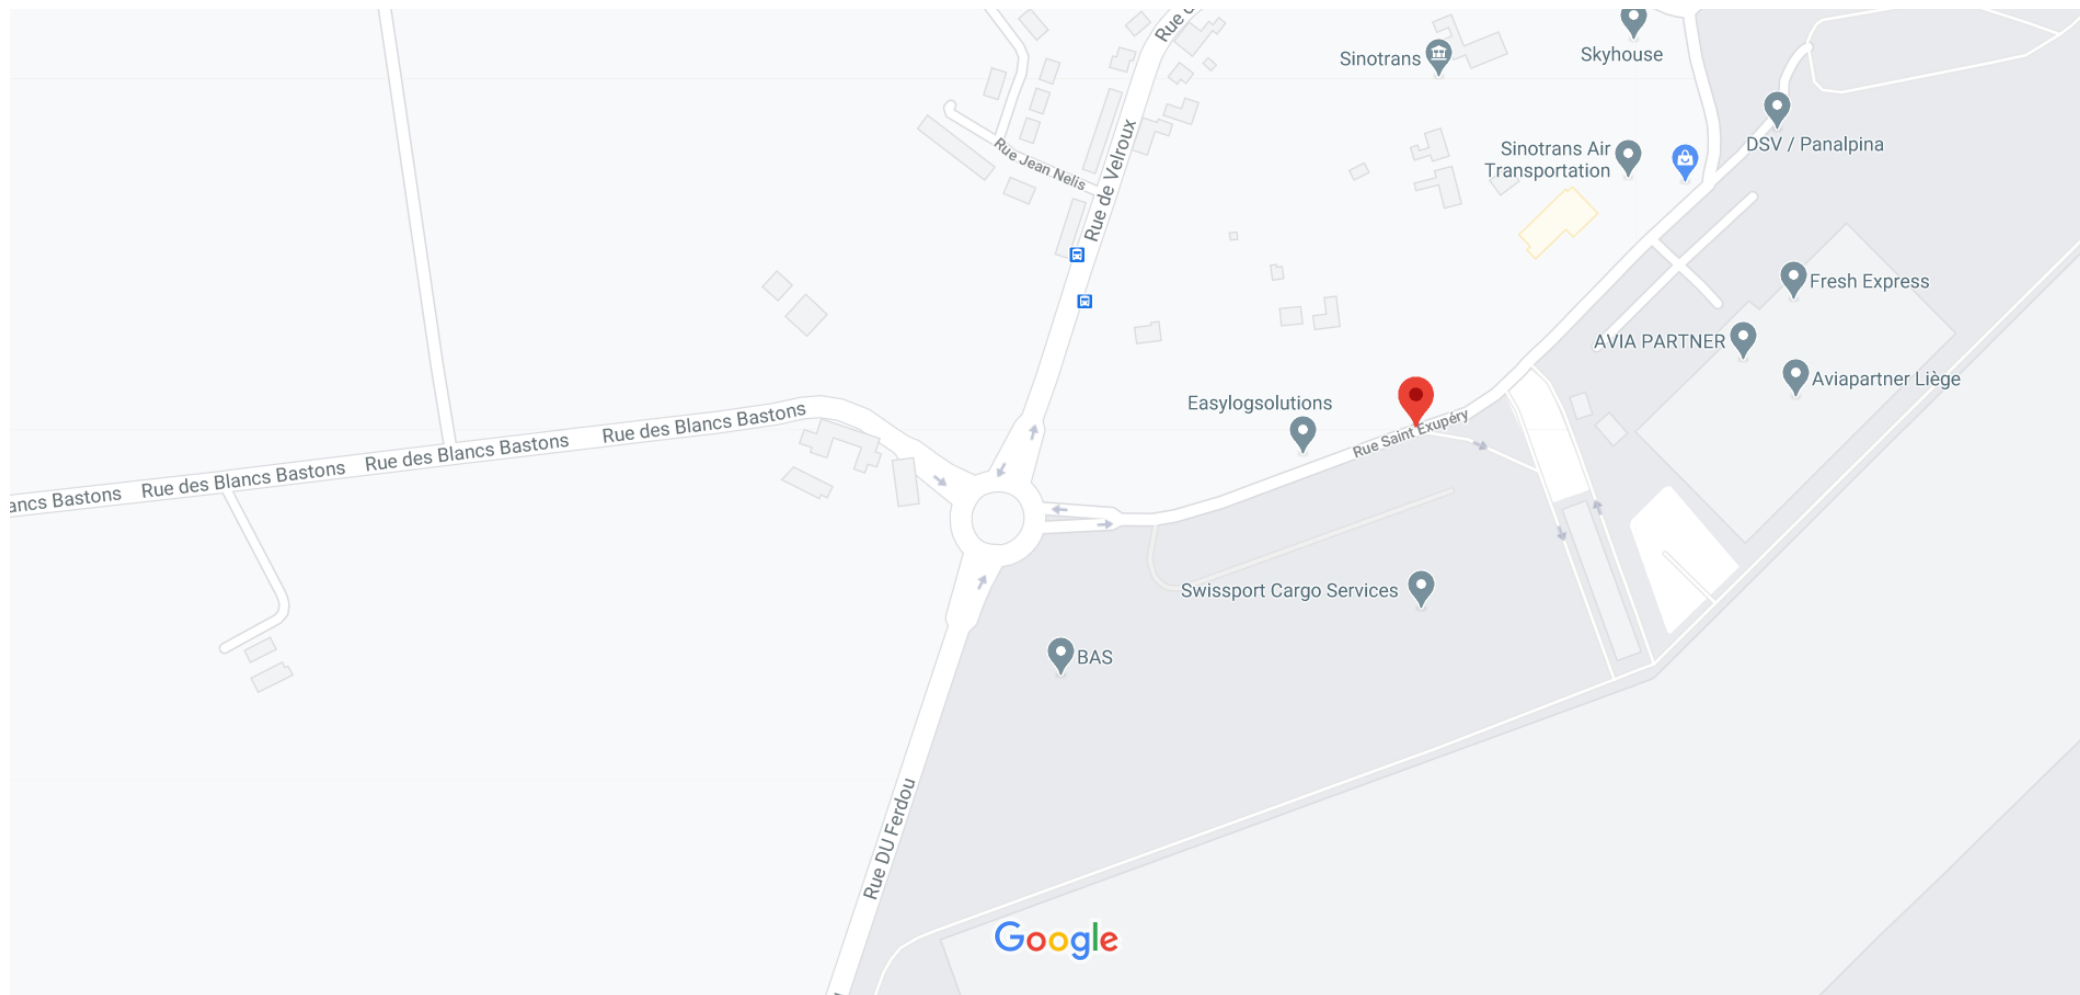 Rue d
Sinotrans
Skyhouse
DSV / Panalpina
Sinotrans Air
Transportation
Rue Jean Nelis
Rue de Velroux
Fresh Express
AVIA PARTNER
Aviapartner Liège
Easylogsolutions
Rue Saint Exupéry
ancs Bastons
Rue des Blancs Bastons
Rue des Blancs Bastons
Rue des Blancs Bastons
Swissport Cargo Services
BAS
Rue DU Ferdou
Google